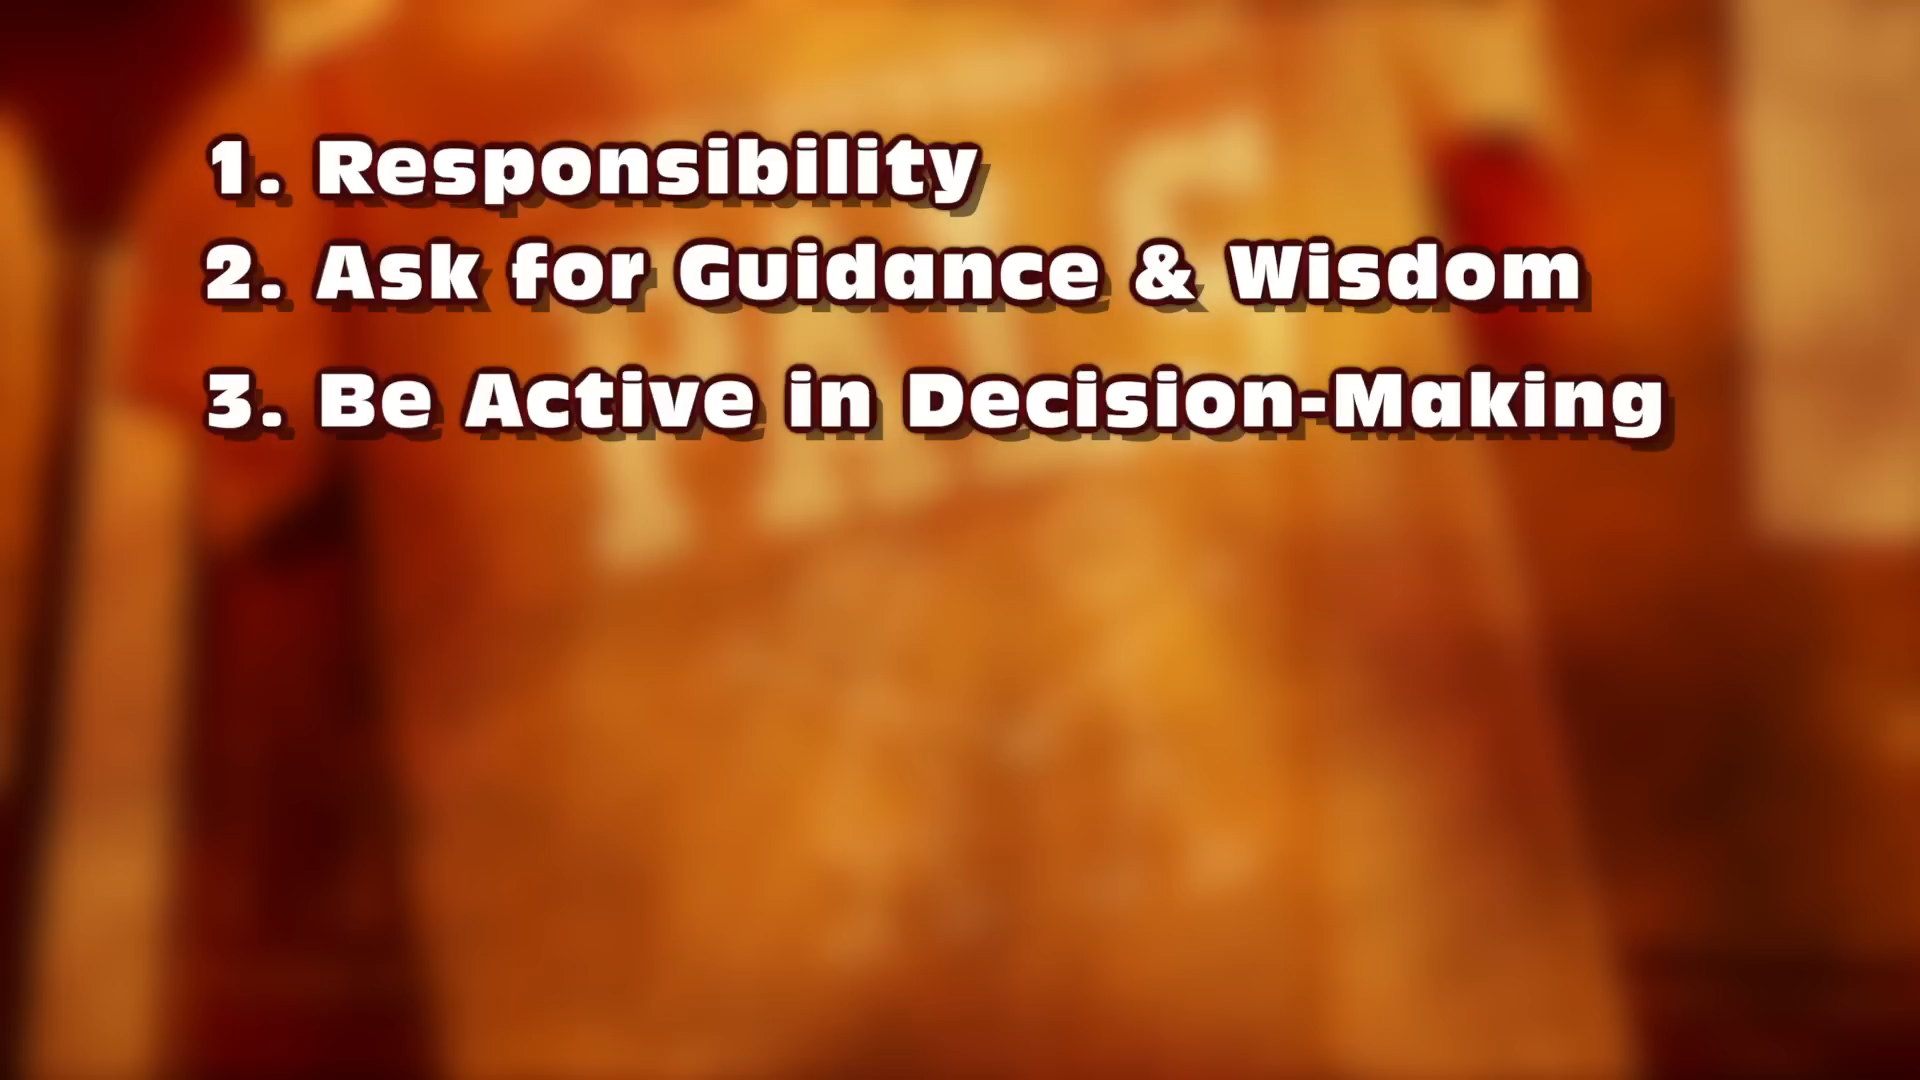 1. Responsibility
2. Ask for Guidance & Wisdom
3. Be Active in Decision-Making